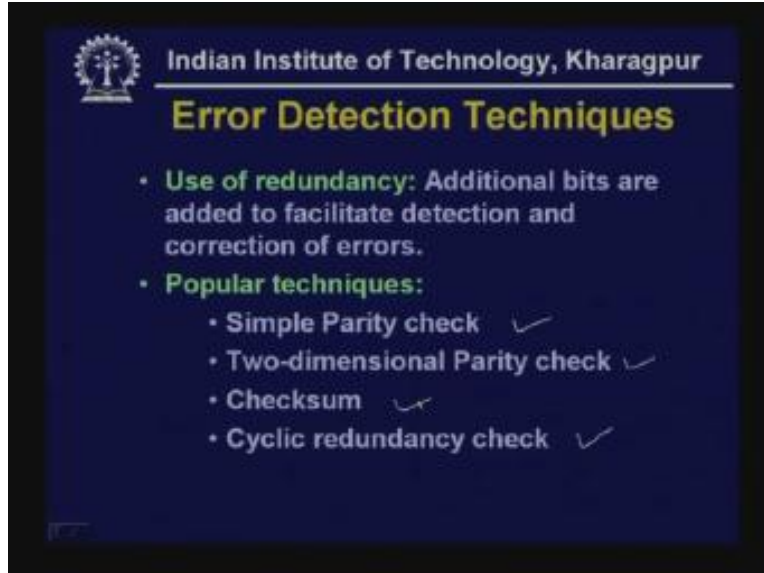 Indian Institute of Technology, Kharagpur
Error Detection Techniques
• Use of redundancy: Additional bits are
added to facilitate detection and
correction of errors.
• Popular techniques:
• Simple Parity check
• Two-dimensional Parity check
• Checksum
• Cyclic redundancy check